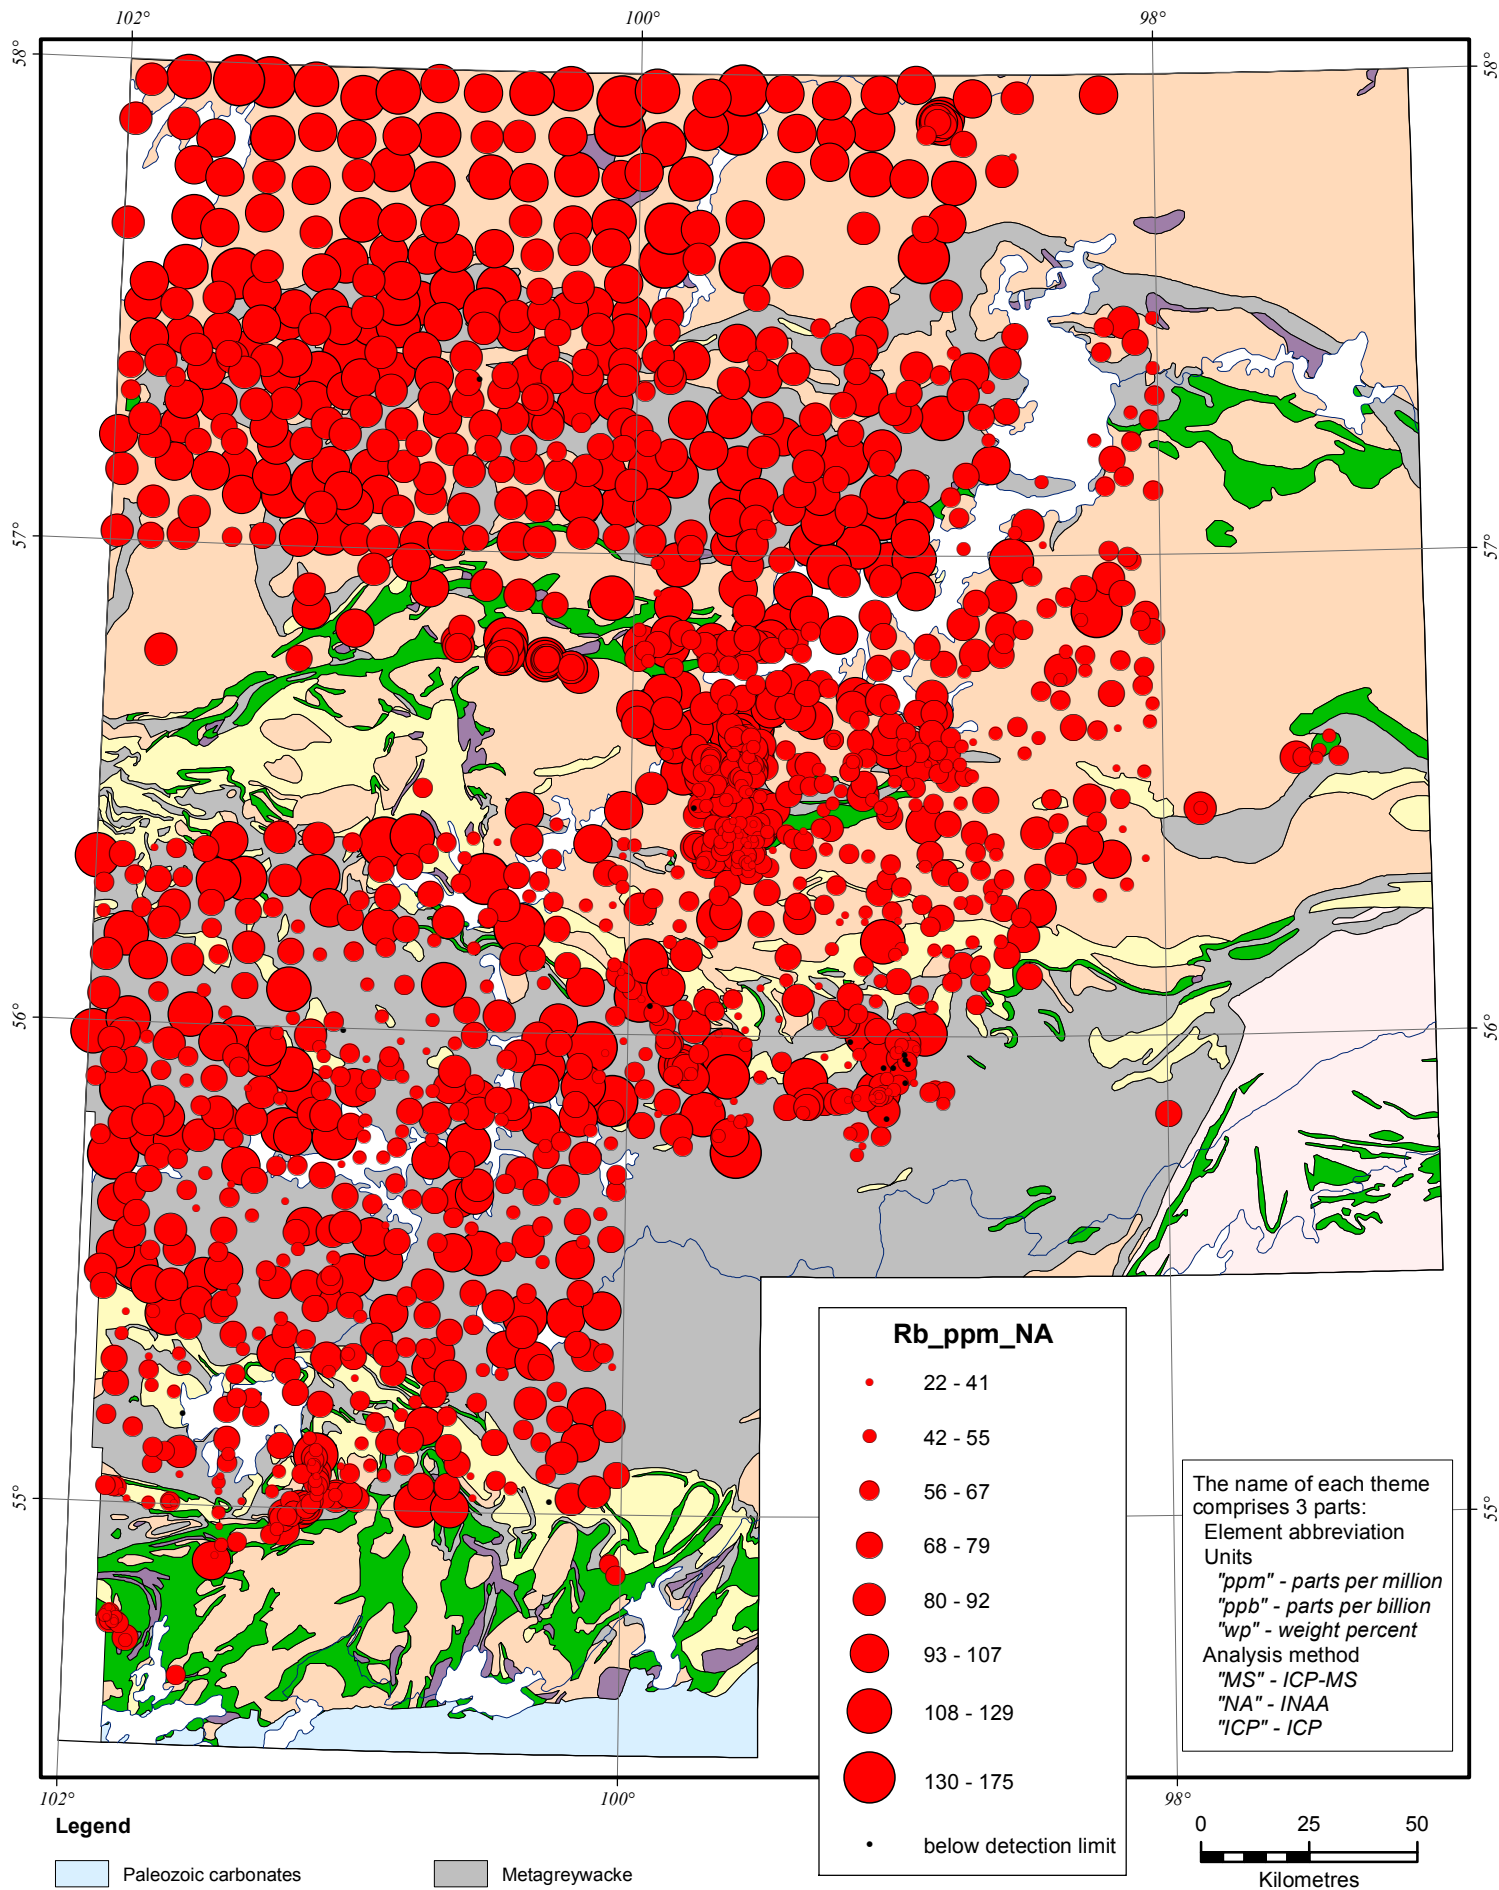 102° 100° 98°
58° 58°
57° 57°
56° 56°
55° 55°
Rb_ppm_NA
22 - 41
42 - 55
56 - 67
68 - 79
80 - 92
93 - 107
108 - 129
130 - 175
below detection limit
The name of each theme
comprises 3 parts:
Element abbreviation
Units
"ppm" - parts per million
"ppb" - parts per billion
"wp" - weight percent
Analysis method
"MS" - ICP-MS
"NA" - INAA
"ICP" - ICP
102° 100° 98°
Legend
Paleozoic carbonates
Metagreywacke
0 25 50
Kilometres